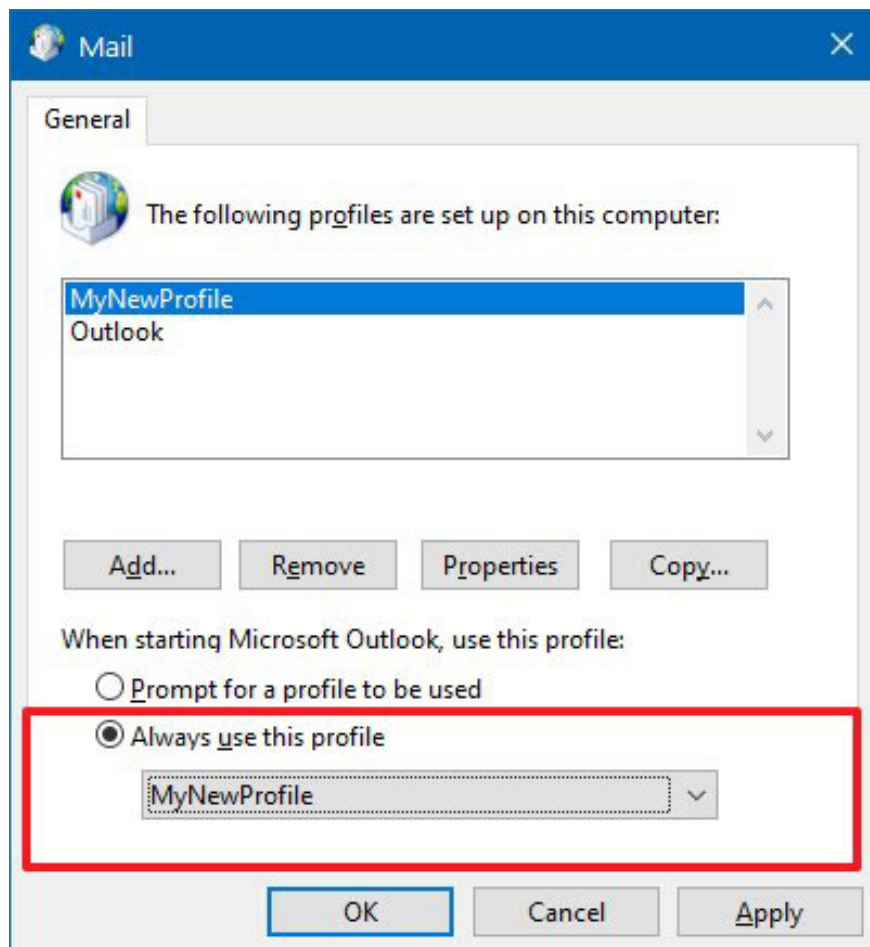 Mail
General
The following profiles are set up on this computer:
MyNewProfile
Outlook
Add... Remove Properties Copy...
When starting Microsoft Outlook, use this profile:
Prompt for a profile to be used
Always use this profile
MyNewProfile
OK Cancel Apply